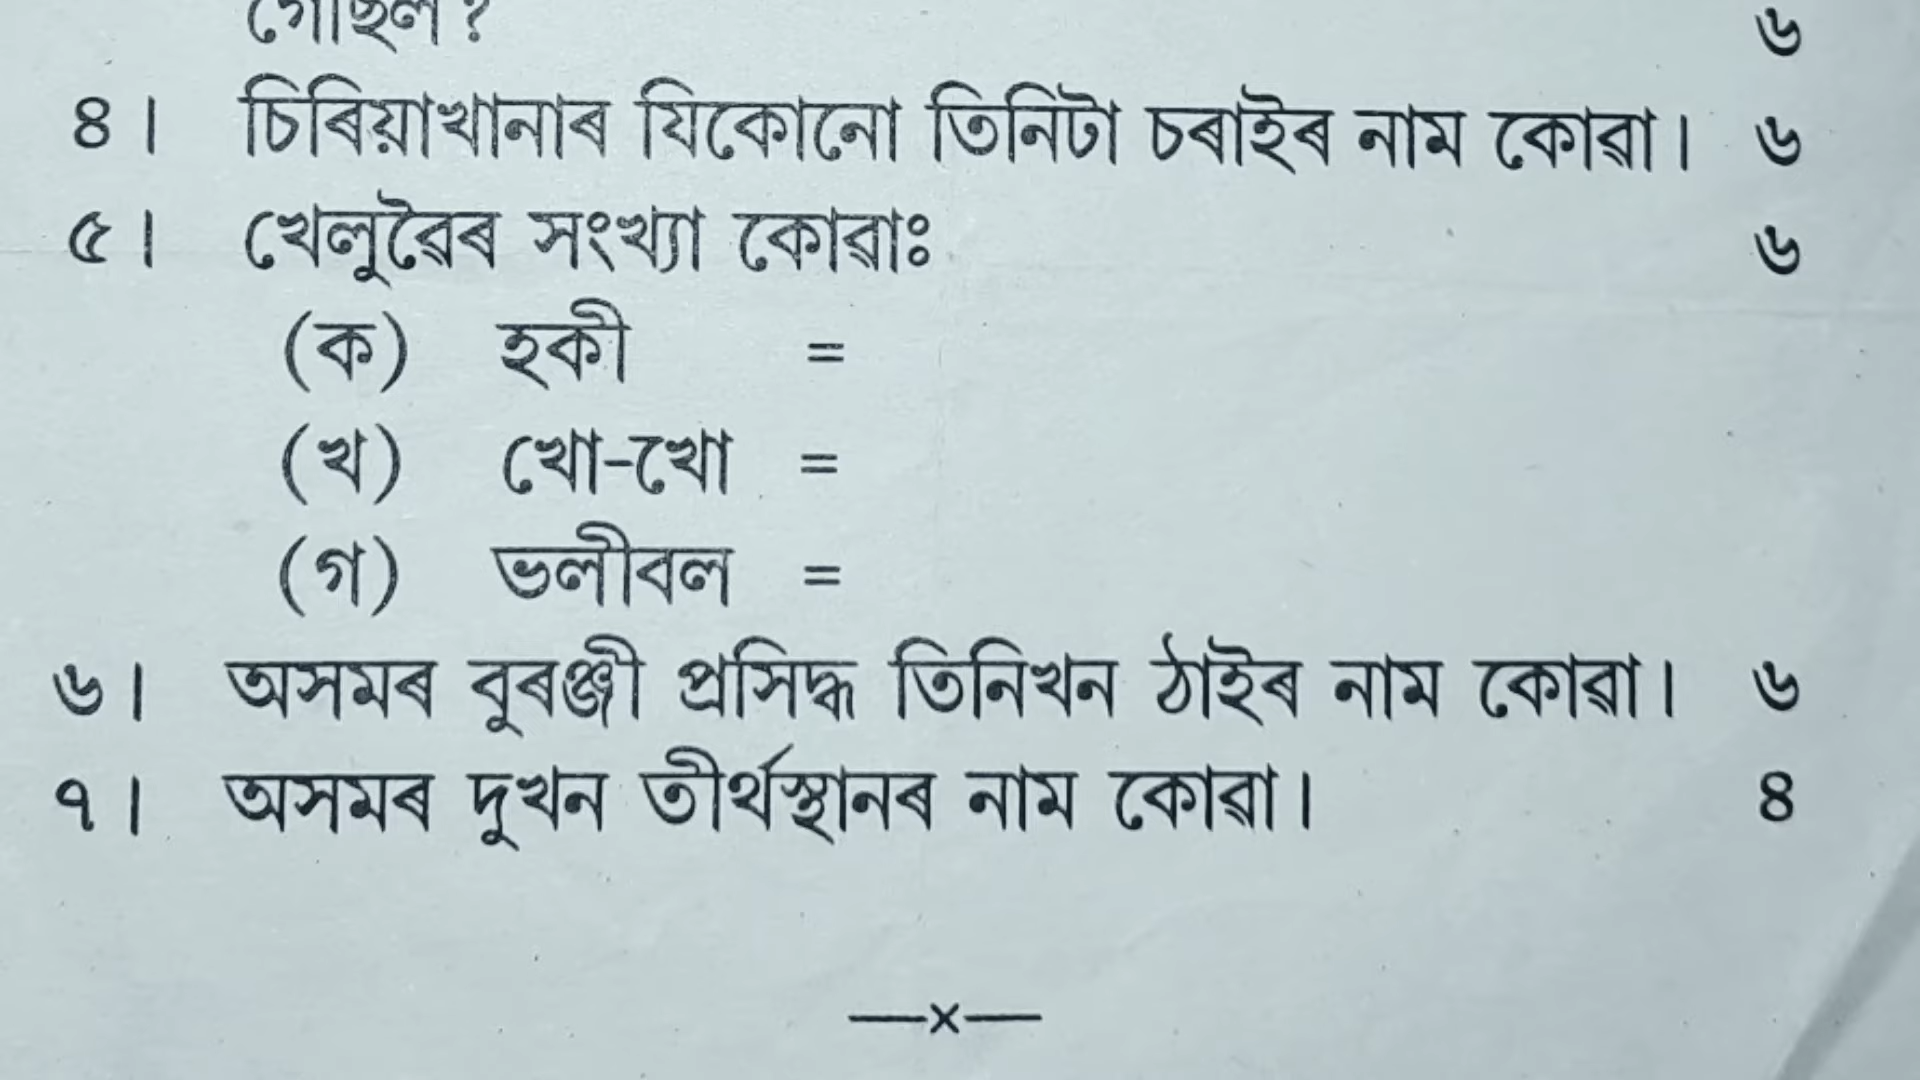 গৈছিল ? ৬
৪। চিৰিয়াখানাৰ যিকোনো তিনিটা চৰাইৰ নাম কোৱা। ৬
৫। খেলুৱৈৰ সংখ্যা কোৱাঃ ৬
(ক) হকী =
(খ) খো-খো =
(গ) ভলীবল =
৬। অসমৰ বুৰঞ্জী প্ৰসিদ্ধ তিনিখন ঠাইৰ নাম কোৱা। ৬
৭। অসমৰ দুখন তীৰ্থস্থানৰ নাম কোৱা। ৪
—x—